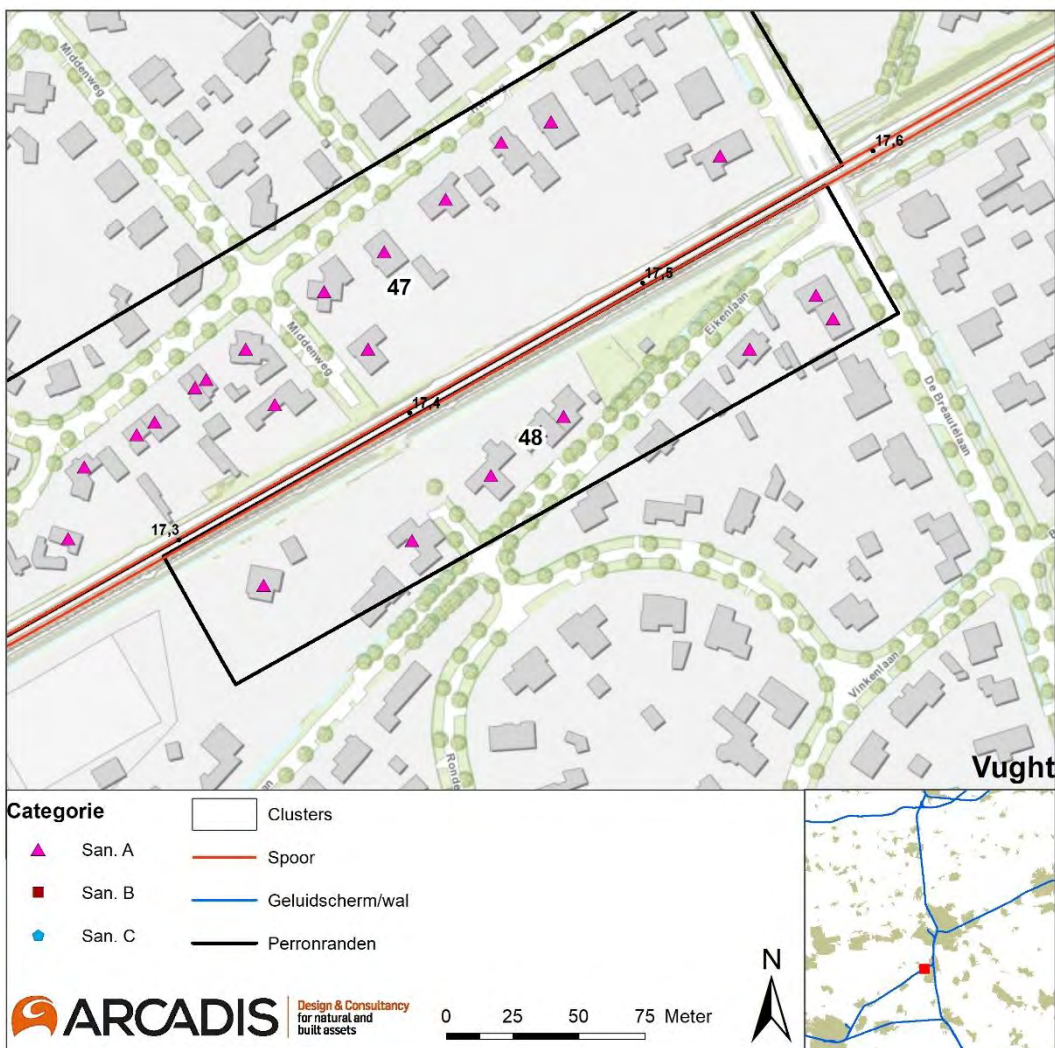 Middenweg
17,6
47
17,5
Middenweg
Eikenlaan
17,4
De Bréautélaan
48
17,3
Vinkenlaan
Ronde
Vught
Categorie
San. A
San. B
San. C
Clusters
Spoor
Geluidscherm/wal
Perronranden
ARCADIS
Design & Consultancy
for natural and
built assets
0 25 50 75 Meter
N